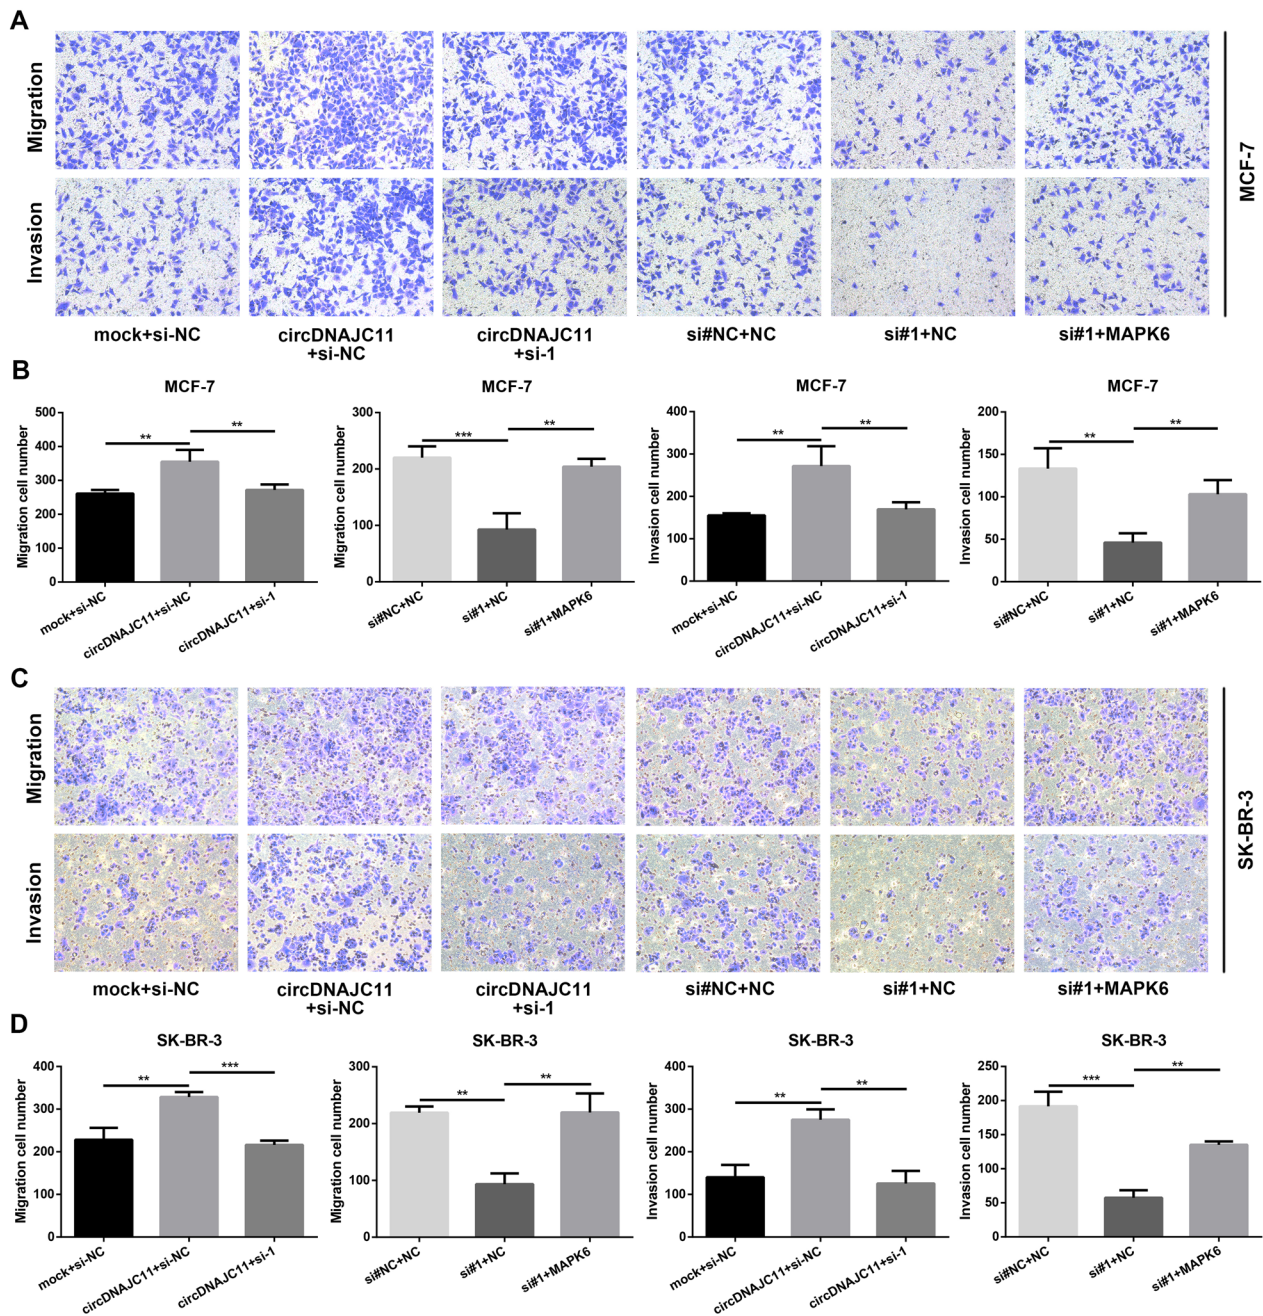 A
Migration
Invasion
MCF-7
mock+si-NC
circDNAJC11
+si-NC
circDNAJC11
+si-1
si#NC+NC
si#1+NC
si#1+MAPK6
B
MCF-7
Migration cell number
500
400
300
200
100
0
**
**
mock+si-NC
circDNAJC11+si-NC
circDNAJC11+si-1
MCF-7
Migration cell number
300
200
100
0
***
**
si#NC+NC
si#1+NC
si#1+MAPK6
MCF-7
Invasion cell number
400
300
200
100
0
**
**
mock+si-NC
circDNAJC11+si-NC
circDNAJC11+si-1
MCF-7
Invasion cell number
200
150
100
50
0
**
**
si#NC+NC
si#1+NC
si#1+MAPK6
C
Migration
Invasion
SK-BR-3
mock+si-NC
circDNAJC11
+si-NC
circDNAJC11
+si-1
si#NC+NC
si#1+NC
si#1+MAPK6
D
SK-BR-3
Migration cell number
400
300
200
100
0
**
***
mock+si-NC
circDNAJC11+si-NC
circDNAJC11+si-1
SK-BR-3
Migration cell number
300
200
100
0
**
**
si#NC+NC
si#1+NC
si#1+MAPK6
SK-BR-3
Invasion cell number
400
300
200
100
0
**
**
mock+si-NC
circDNAJC11+si-NC
circDNAJC11+si-1
SK-BR-3
Invasion cell number
250
200
150
100
50
0
***
**
si#NC+NC
si#1+NC
si#1+MAPK6